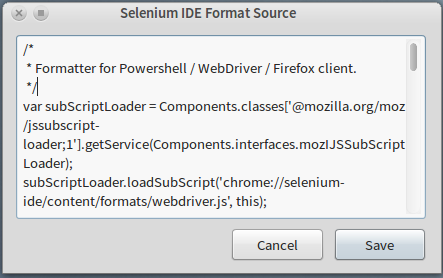 Selenium IDE Format Source
/*
 * Formatter for Powershell / WebDriver / Firefox client.
 */
var subScriptLoader = Components.classes['@mozilla.org/moz
/jssubscript-
loader;1'].getService(Components.interfaces.mozIJSSubScript
Loader);
subScriptLoader.loadSubScript('chrome://selenium-
ide/content/formats/webdriver.js', this);
Cancel
Save